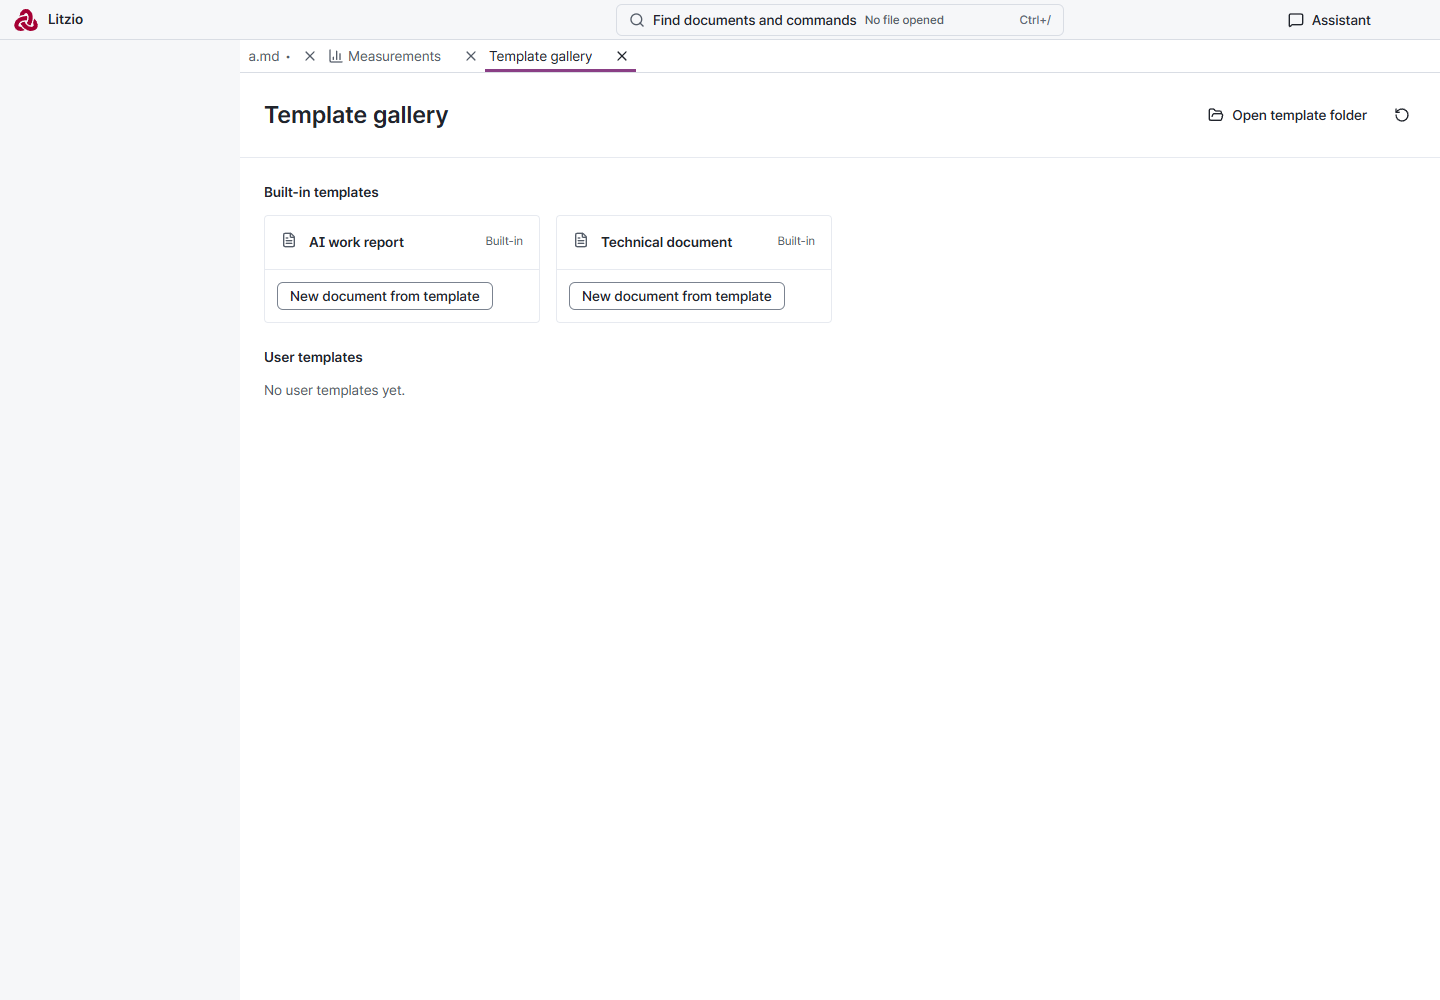 Litzio
Find documents and commands No file opened Ctrl+/
Assistant
a.md •
Measurements
Template gallery
Template gallery
Open template folder
Built-in templates
AI work report Built-in
New document from template
Technical document Built-in
New document from template
User templates
No user templates yet.